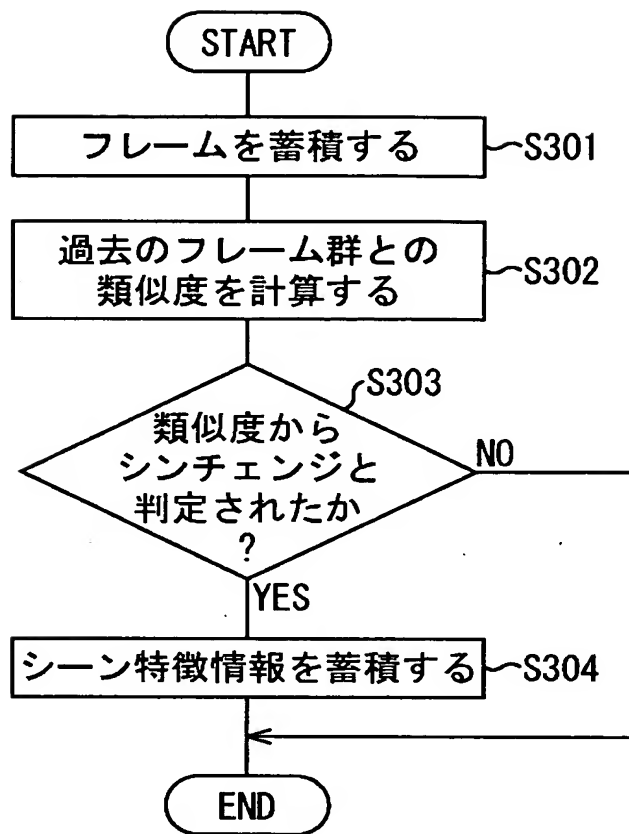 START
フレームを蓄積する
S301
過去のフレーム群との
類似度を計算する
S302
S303
類似度から
シンチェンジと
判定されたか
?
NO
YES
シーン特徴情報を蓄積する
S304
END